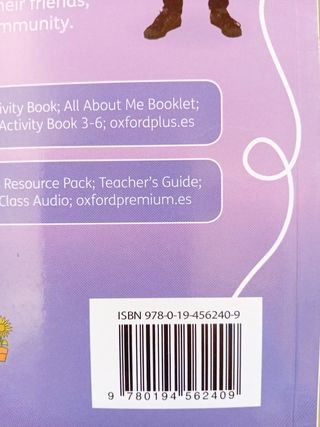 their friends,
mmunity.
ivity Book; All About Me Booklet;
Activity Book 3-6; oxfordplus.es
Resource Pack; Teacher's Guide;
Class Audio; oxfordpremium.es
ISBN 978-0-19-456240-9
9 780194 562409